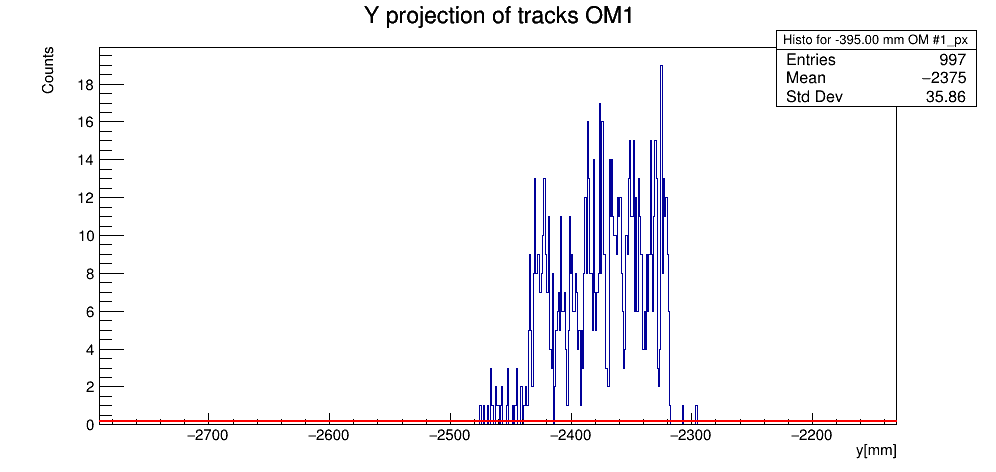 Y projection of tracks OM1
Histo for -395.00 mm OM #1_px
Entries 997
Mean −2375
Std Dev 35.86
Counts
18
16
14
12
10
8
6
4
2
0
−2700 −2600 −2500 −2400 −2300 −2200
y[mm]